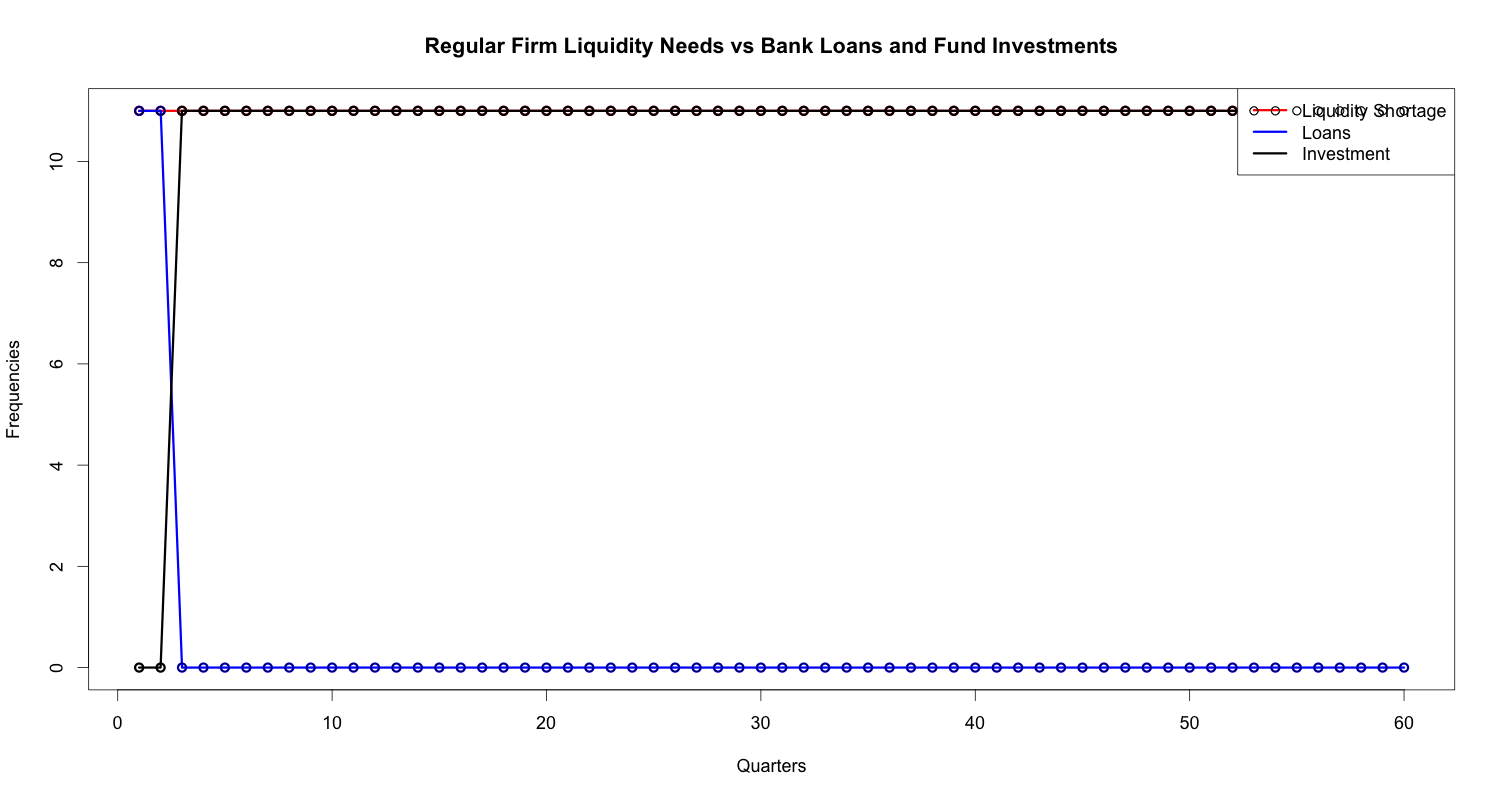 Regular Firm Liquidity Needs vs Bank Loans and Fund Investments
Liquidity Shortage
Loans
Investment
10
8
6
4
2
0
Frequencies
0 10 20 30 40 50 60
Quarters